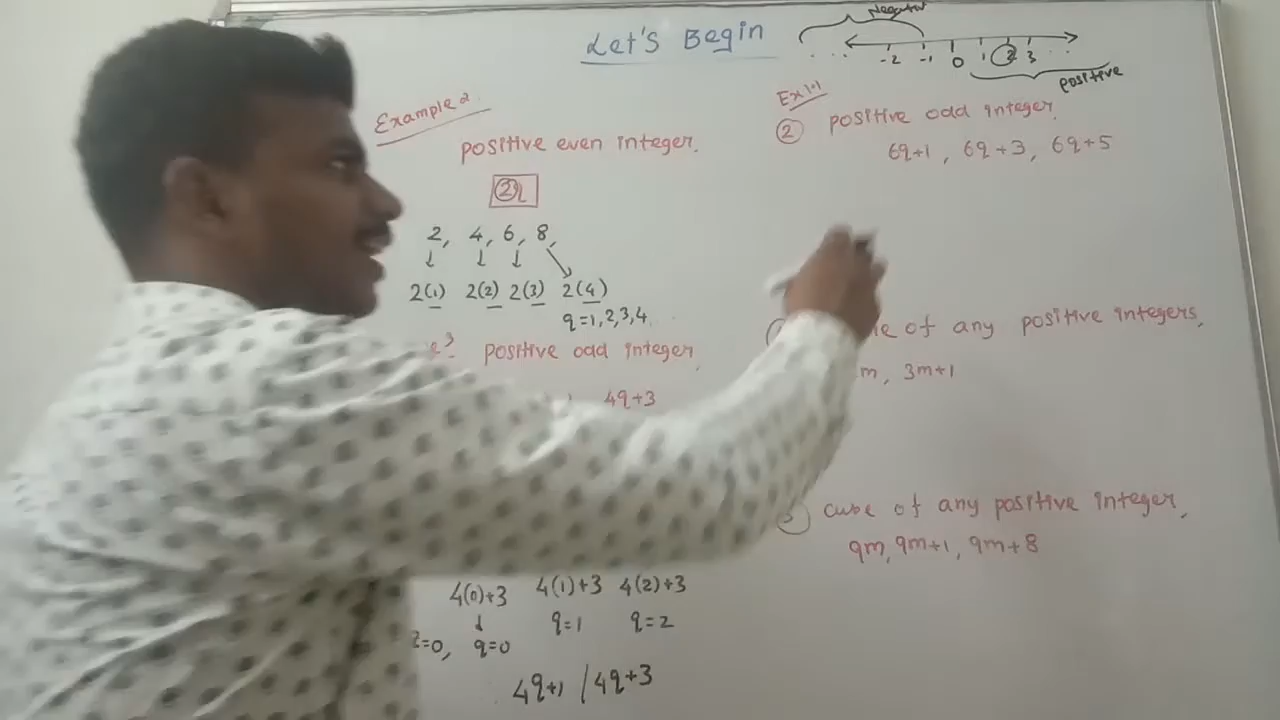 Let's Begin
Negative
. . . -2 -1 0 1 2 3 . .
positive
Example 2.
positive even integer.
2q
2, 4, 6, 8,
2(1) 2(2) 2(3) 2(4)
q=1,2,3,4.
positive odd integer,
4q+3
4(0)+3 4(1)+3 4(2)+3
=0, q=0 q=1 q=2
4q+1 / 4q+3
Ex 1.1
2 positive odd integer.
6q+1, 6q+3, 6q+5
of any positive integers,
m, 3m+1
cube of any positive integer.
9m, 9m+1, 9m+8